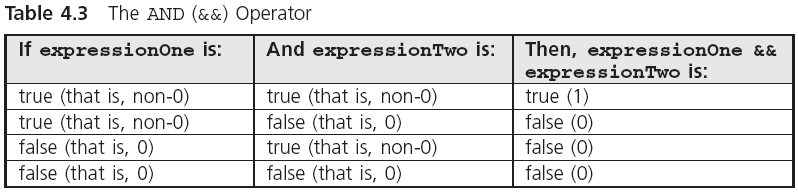 Table 4.3 The AND (&&) Operator
If expressionOne is: And expressionTwo is: Then, expressionOne &&
expressionTwo is:
true (that is, non-0) true (that is, non-0) true (1)
true (that is, non-0) false (that is, 0) false (0)
false (that is, 0) true (that is, non-0) false (0)
false (that is, 0) false (that is, 0) false (0)